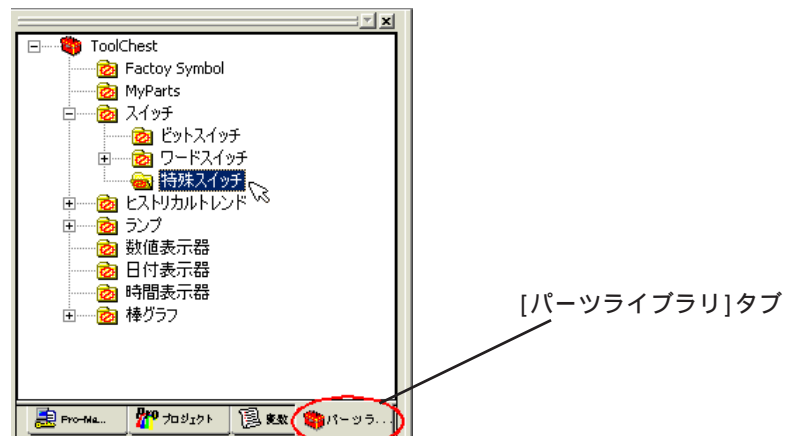 ToolChest
Factoy Symbol
MyParts
スイッチ
ビットスイッチ
ワードスイッチ
特殊スイッチ
ヒストリカルトレンド
ランプ
数値表示器
日付表示器
時間表示器
棒グラフ
[パーツライブラリ]タブ
Pro-Ma... プロジェクト 変数 パーツラ...